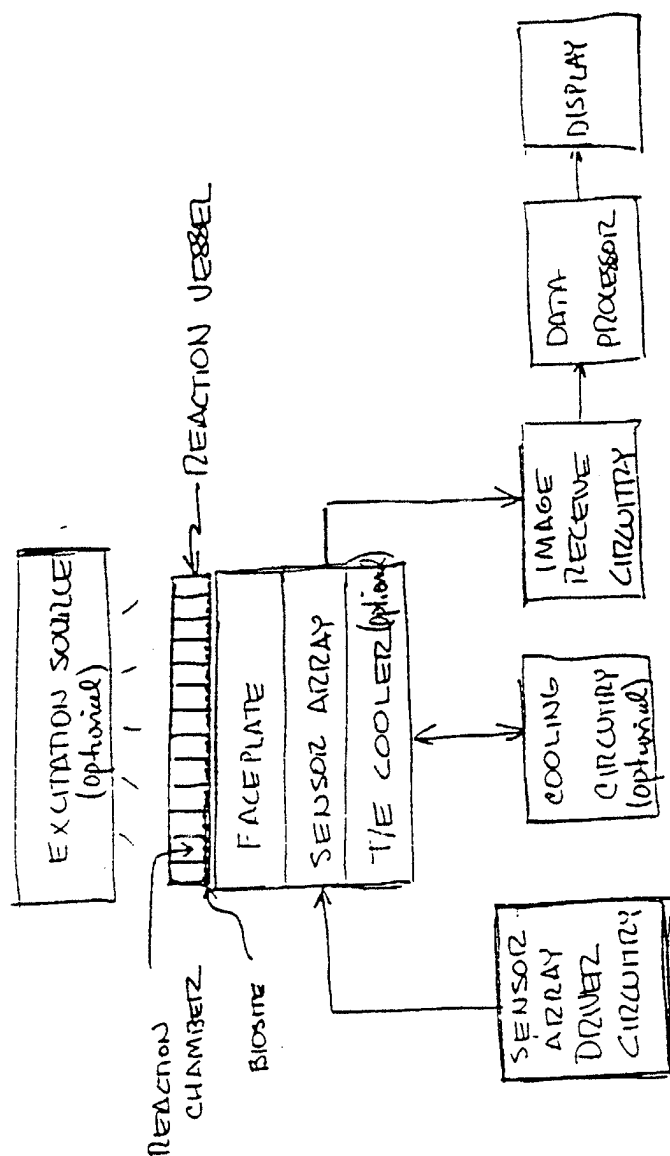 EXCITATION SOURCE
(optional)
REACTION VESSEL
REACTION
CHAMBER
BIOSITE
FACEPLATE
SENSOR ARRAY
T/E COOLER (optional)
SENSOR
ARRAY
DRIVER
CIRCUITRY
COOLING
CIRCUITRY
(optional)
IMAGE
RECEIVE
CIRCUITRY
DATA
PROCESSOR
DISPLAY